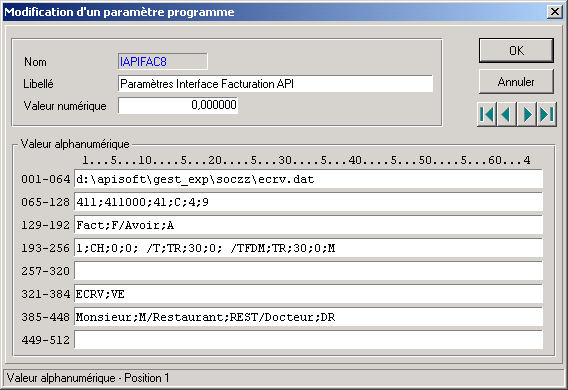 Modification d'un paramètre programme
Nom IAPIFAC8
OK
Libellé Paramètres Interface Facturation API
Annuler
Valeur numérique 0,000000
Valeur alphanumérique
1...5...10....5...20....5...30....5...40....5...50....5...60...4
001-064 d:\apisoft\gest_exp\soczz\ecrv.dat
065-128 411;411000;41;C;4;9
129-192 Fact;F/Avoir;A
193-256 1;CH;0;0; /T;TR;30;0; /TFDM;TR;30;0;M
257-320
321-384 ECRV;VE
385-448 Monsieur;M/Restaurant;REST/Docteur;DR
449-512
Valeur alphanumérique - Position 1